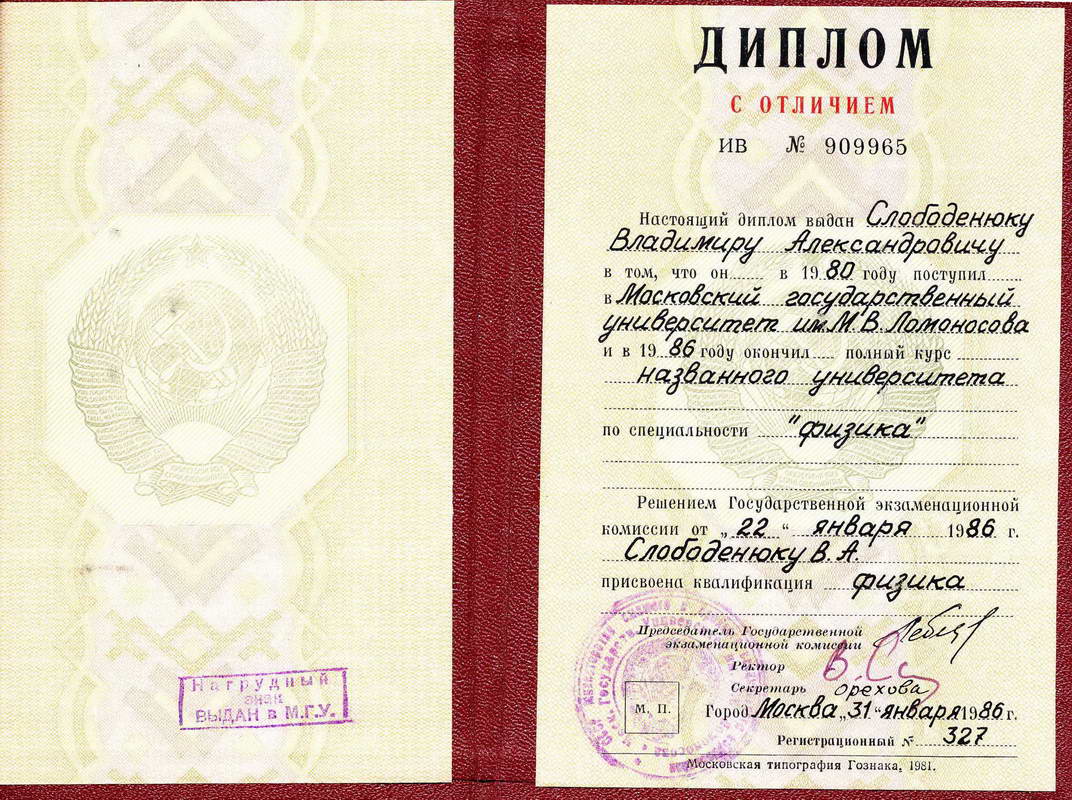 Нагрудный
знак
ВЫДАН в М.Г.У.
ДИПЛОМ
С ОТЛИЧИЕМ
ИВ № 909965
Настоящий диплом выдан Слободенюку
Владимиру Александровичу
в том, что он в 1980 году поступил
в Московский государственный
университет им. М. В. Ломоносова
и в 1986 году окончил полный курс
названного университета
по специальности "физика"
Решением Государственной экзаменационной
комиссии от „22“ января 1986 г.
Слободенюку В. А.
присвоена квалификация физика
Председатель Государственной
экзаменационной комиссии
Ректор
Секретарь орехова
М. П.
Город Москва „31“ января 1986 г.
Регистрационный № 327
Московская типография Гознака, 1981.